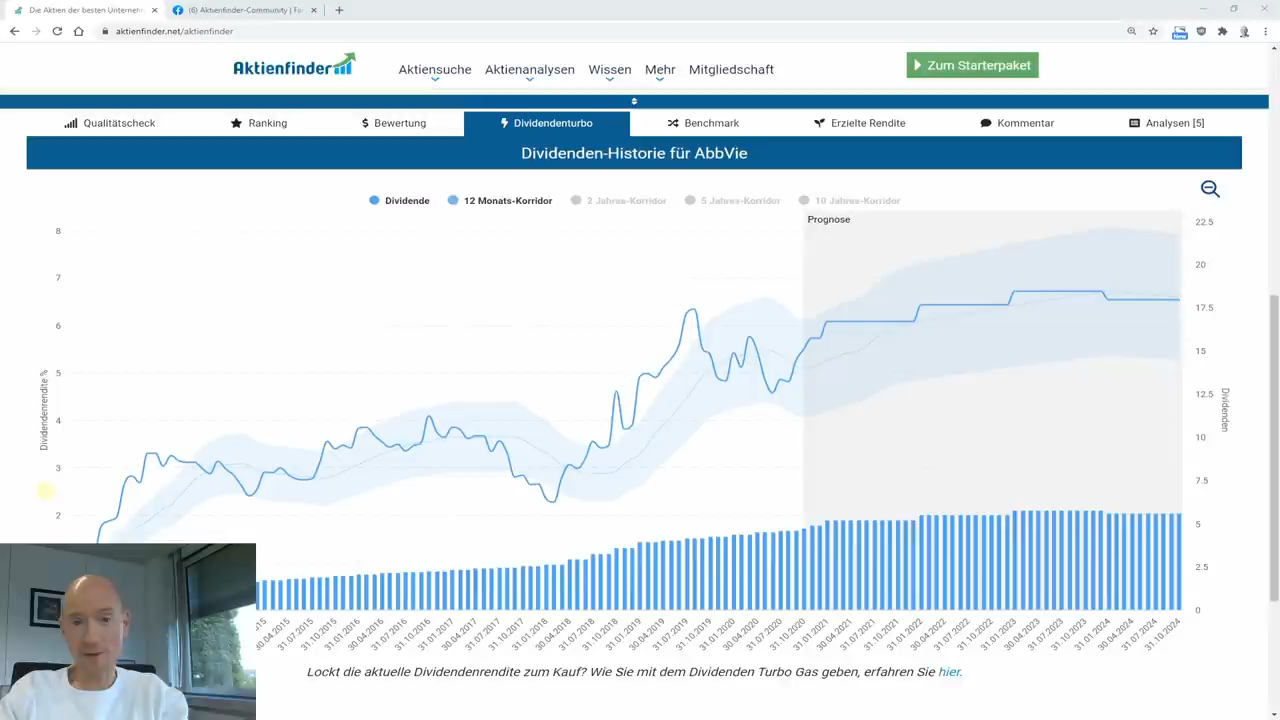 Die Aktien der besten Unternehm
(6) Aktienfinder-Community | Fa
aktienfinder.net/aktienfinder
New
Aktienfinder
Aktiensuche Aktienanalysen Wissen Mehr Mitgliedschaft
Zum Starterpaket
Qualitätscheck Ranking $ Bewertung Dividendenturbo Benchmark Erzielte Rendite Kommentar Analysen [5]
Dividenden-Historie für AbbVie
Dividende 12 Monats-Korridor 2 Jahres-Korridor 5 Jahres-Korridor 10 Jahres-Korridor
Prognose
8
7
6
5
4
3
2
Dividendenrendite %
22.5
20
17.5
15
12.5
10
7.5
5
2.5
0
Dividenden
30.04.2015 31.07.2015 31.10.2015 31.01.2016 30.04.2016 31.07.2016 31.10.2016 31.01.2017 30.04.2017 31.07.2017 31.10.2017 31.01.2018 30.04.2018 31.07.2018 31.10.2018 31.01.2019 30.04.2019 31.07.2019 31.10.2019 31.01.2020 30.04.2020 31.07.2020 31.10.2020 31.01.2021 30.04.2021 31.07.2021 31.10.2021 31.01.2022 30.04.2022 31.07.2022 31.10.2022 31.01.2023 30.04.2023 31.07.2023 31.10.2023 31.01.2024 30.04.2024 31.07.2024 31.10.2024
Lockt die aktuelle Dividendenrendite zum Kauf? Wie Sie mit dem Dividenden Turbo Gas geben, erfahren Sie hier.